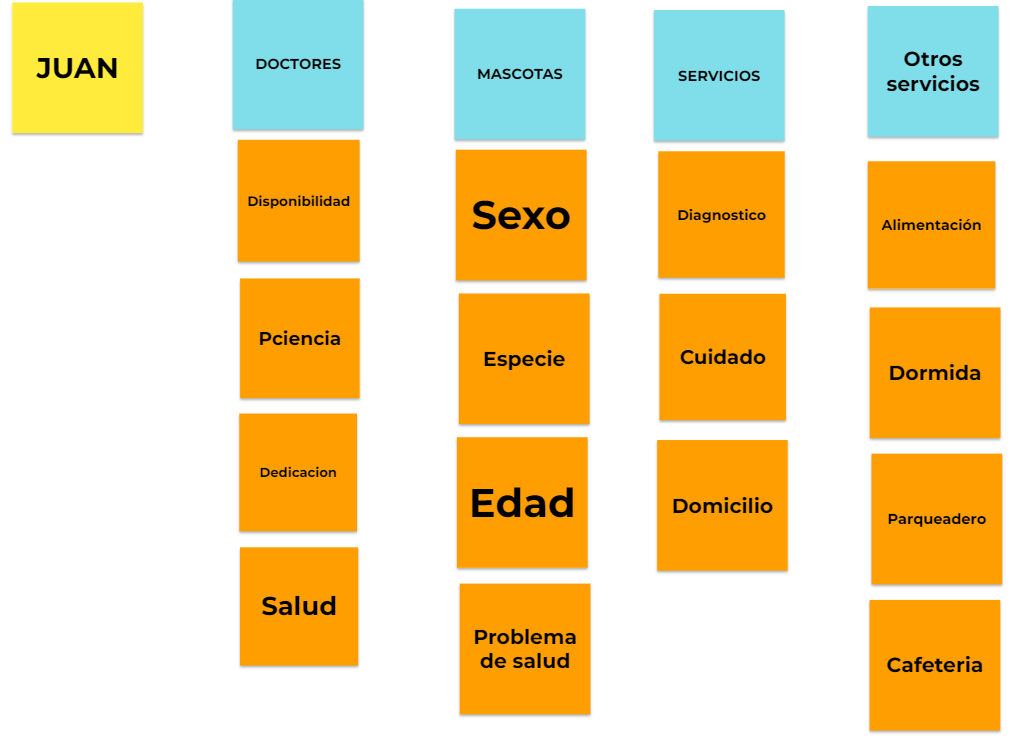 JUAN
DOCTORES
Disponibilidad
Pciencia
Dedicacion
Salud
MASCOTAS
Sexo
Especie
Edad
Problema
de salud
SERVICIOS
Diagnostico
Cuidado
Domicilio
Otros
servicios
Alimentación
Dormida
Parqueadero
Cafeteria